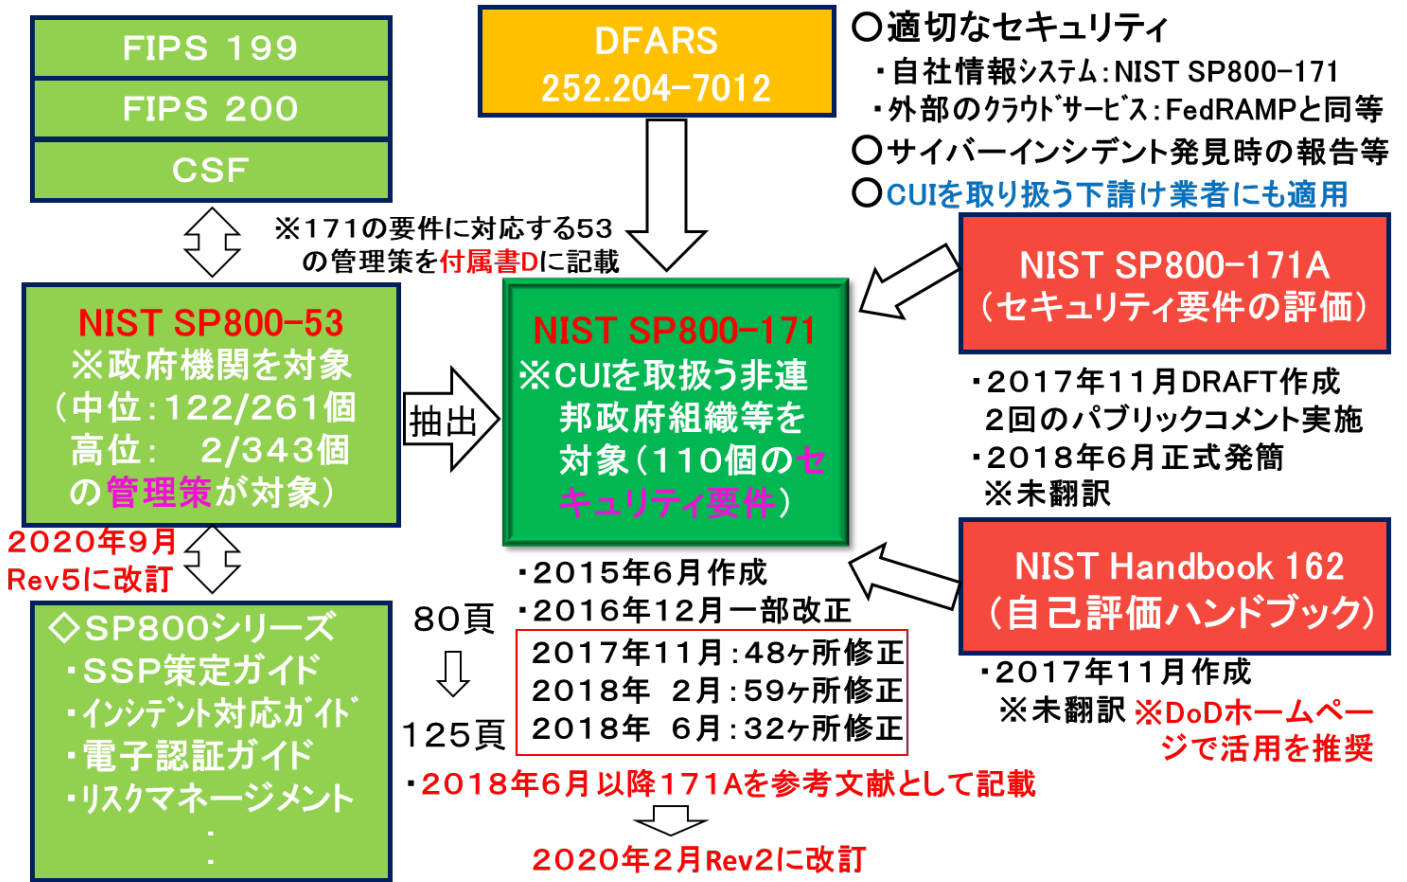 FIPS 199
FIPS 200
CSF
DFARS
252.204-7012
○適切なセキュリティ
・自社情報システム:NIST SP800-171
・外部のクラウドサービス:FedRAMPと同等
○サイバーインシデント発見時の報告等
○CUIを取り扱う下請け業者にも適用
※171の要件に対応する53
の管理策を付属書Dに記載
NIST SP800-53
※政府機関を対象
(中位:122/261個
高位: 2/343個
の管理策が対象)
2020年9月
Rev5に改訂
抽出
NIST SP800-171
※CUIを取扱う非連
邦政府組織等を
対象(110個のセ
キュリティ要件)
NIST SP800-171A
(セキュリティ要件の評価)
・2017年11月DRAFT作成
2回のパブリックコメント実施
・2018年6月正式発簡
※未翻訳
NIST Handbook 162
(自己評価ハンドブック)
・2017年11月作成
※未翻訳 ※DoDホームペー
ジで活用を推奨
◇SP800シリーズ
・SSP策定ガイド
・インシデント対応ガイド
・電子認証ガイド
・リスクマネージメント
・
・
80頁
125頁
・2015年6月作成
・2016年12月一部改正
2017年11月:48ヶ所修正
2018年 2月:59ヶ所修正
2018年 6月:32ヶ所修正
・2018年6月以降171Aを参考文献として記載
2020年2月Rev2に改訂